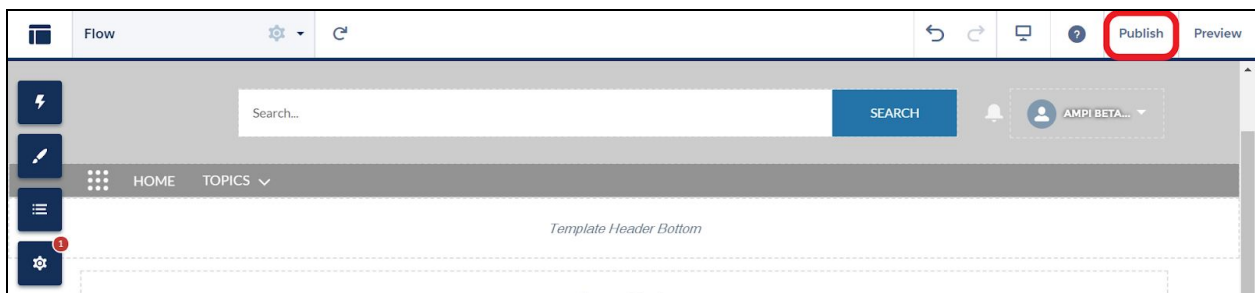 Flow
?
Publish
Preview
Search...
SEARCH
AMPI BETA...
HOME
TOPICS
Template Header Bottom
1